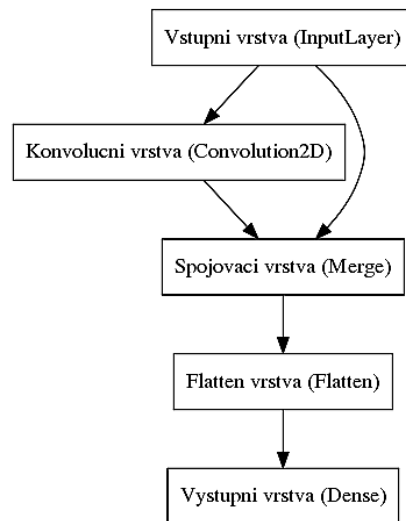 Vstupni vrstva (InputLayer)
Konvolucni vrstva (Convolution2D)
Spojovaci vrstva (Merge)
Flatten vrstva (Flatten)
Vystupni vrstva (Dense)